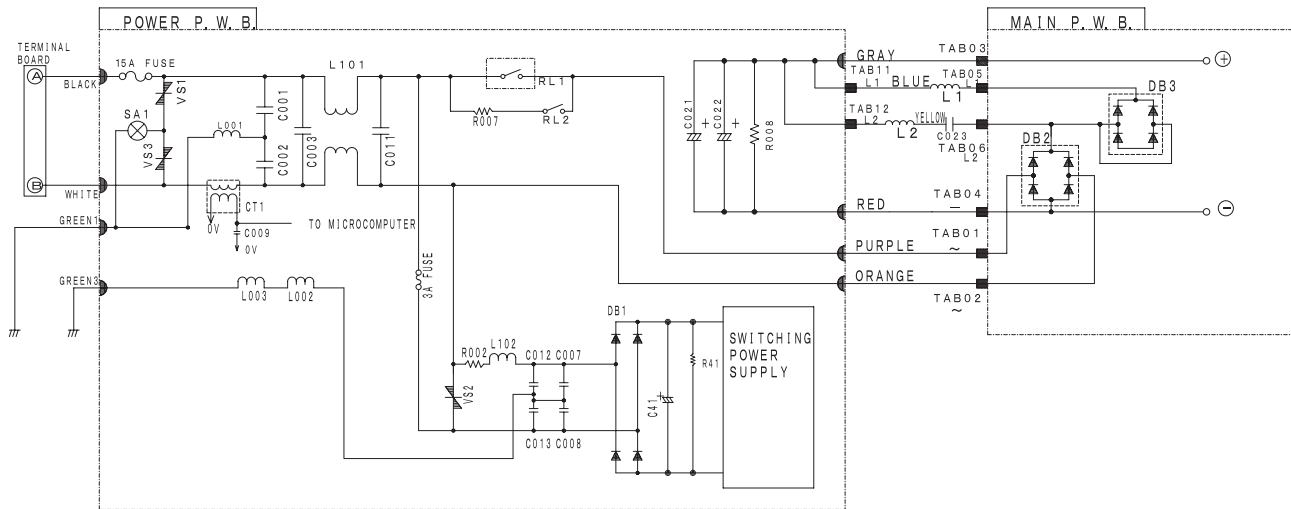 POWER P. W. B.
MAIN P. W. B.
TERMINAL
BOARD
15A FUSE
A
BLACK
VS1
SA1
VS3
L001
C001
C002
C003
L101
C011
RL1
R007
RL2
C021
+
C022
+
R008
GRAY
TAB03
+
TAB11
L1
BLUE
TAB05
L1
L1
DB3
TAB12
L2
YELLOW
L2
C023
TAB06
L2
DB2
B
WHITE
CT1
0V
C009
0V
TO MICROCOMPUTER
GREEN1
RED
TAB04
−
−
PURPLE
TAB01
~
ORANGE
TAB02
~
GREEN3
L003
L002
3A FUSE
R002
L102
VS2
C012 C007
C013 C008
DB1
C41
+
R41
SWITCHING
POWER
SUPPLY